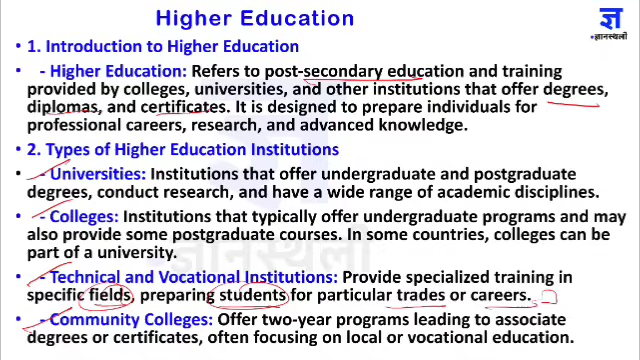 Higher Education
ज्ञ
ज्ञानस्थली
• 1. Introduction to Higher Education
• - Higher Education: Refers to post-secondary education and training
provided by colleges, universities, and other institutions that offer degrees,
diplomas, and certificates. It is designed to prepare individuals for
professional careers, research, and advanced knowledge.
• 2. Types of Higher Education Institutions
• - Universities: Institutions that offer undergraduate and postgraduate
degrees, conduct research, and have a wide range of academic disciplines.
• - Colleges: Institutions that typically offer undergraduate programs and may
also provide some postgraduate courses. In some countries, colleges can be
part of a university.
ज्ञानस्थली
• - Technical and Vocational Institutions: Provide specialized training in
specific fields, preparing students for particular trades or careers.
• - Community Colleges: Offer two-year programs leading to associate
degrees or certificates, often focusing on local or vocational education.